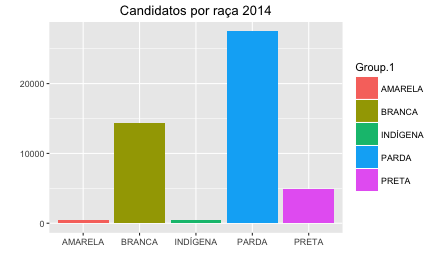 Candidatos por raça 2014
20000
10000
0
AMARELA
BRANCA
INDÍGENA
PARDA
PRETA
Group.1
AMARELA
BRANCA
INDÍGENA
PARDA
PRETA